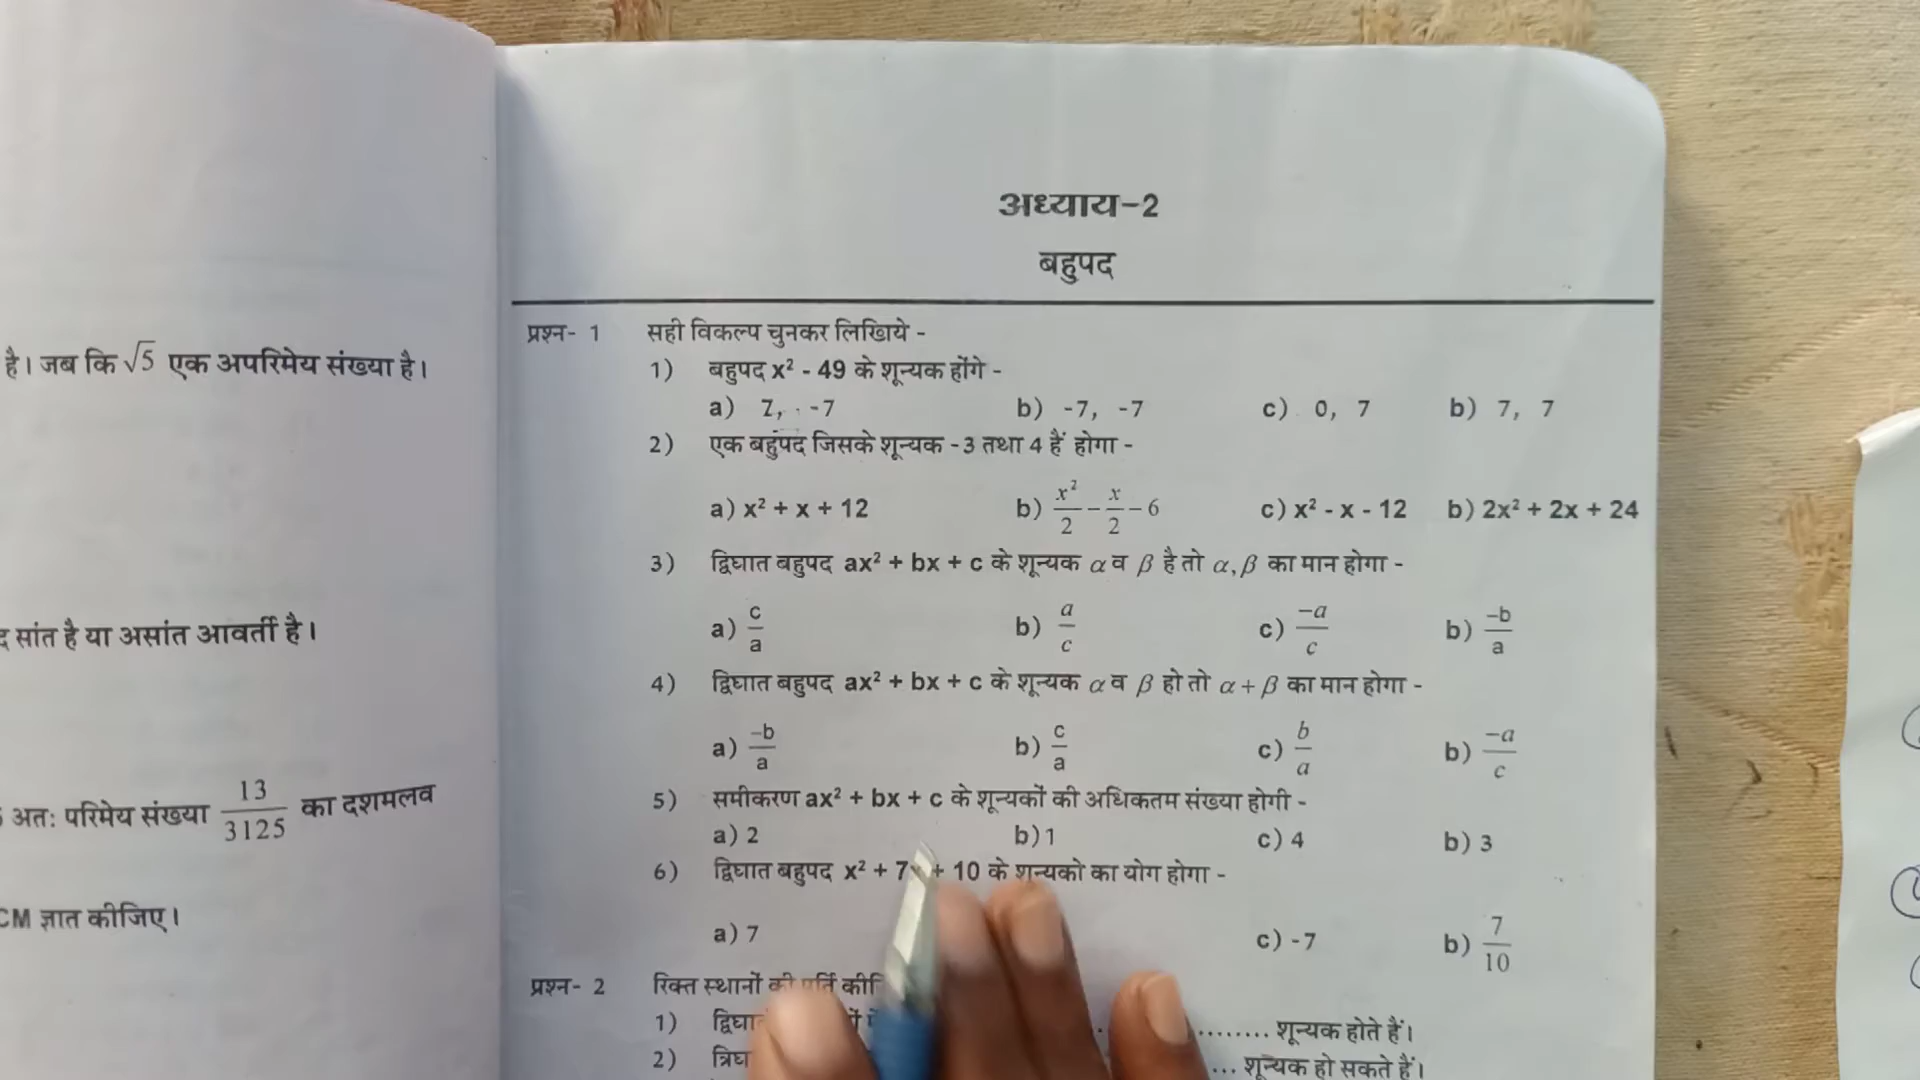 है। जब कि √5 एक अपरिमेय संख्या है।
सांत है या असांत आवर्ती है।
अतः परिमेय संख्या 13/3125 का दशमलव
CM ज्ञात कीजिए।
अध्याय-2
बहुपद
प्रश्न- 1 सही विकल्प चुनकर लिखिये -
1) बहुपद x² - 49 के शून्यक होंगे -
a) 7, -7 b) -7, -7 c) 0, 7 b) 7, 7
2) एक बहुपद जिसके शून्यक -3 तथा 4 हैं होगा -
a) x² + x + 12 b) x²/2 - x/2 - 6 c) x² - x - 12 b) 2x² + 2x + 24
3) द्विघात बहुपद ax² + bx + c के शून्यक α व β है तो α,β का मान होगा -
a) c/a b) a/c c) -a/c b) -b/a
4) द्विघात बहुपद ax² + bx + c के शून्यक α व β हो तो α + β का मान होगा -
a) -b/a b) c/a c) b/a b) -a/c
5) समीकरण ax² + bx + c के शून्यकों की अधिकतम संख्या होगी -
a) 2 b) 1 c) 4 b) 3
6) द्विघात बहुपद x² + 7 + 10 के शून्यको का योग होगा -
a) 7 c) -7 b) 7/10
प्रश्न- 2 रिक्त स्थानों की पूर्ति
1) ........ शून्यक होते हैं।
2) ... शून्यक हो सकते हैं।